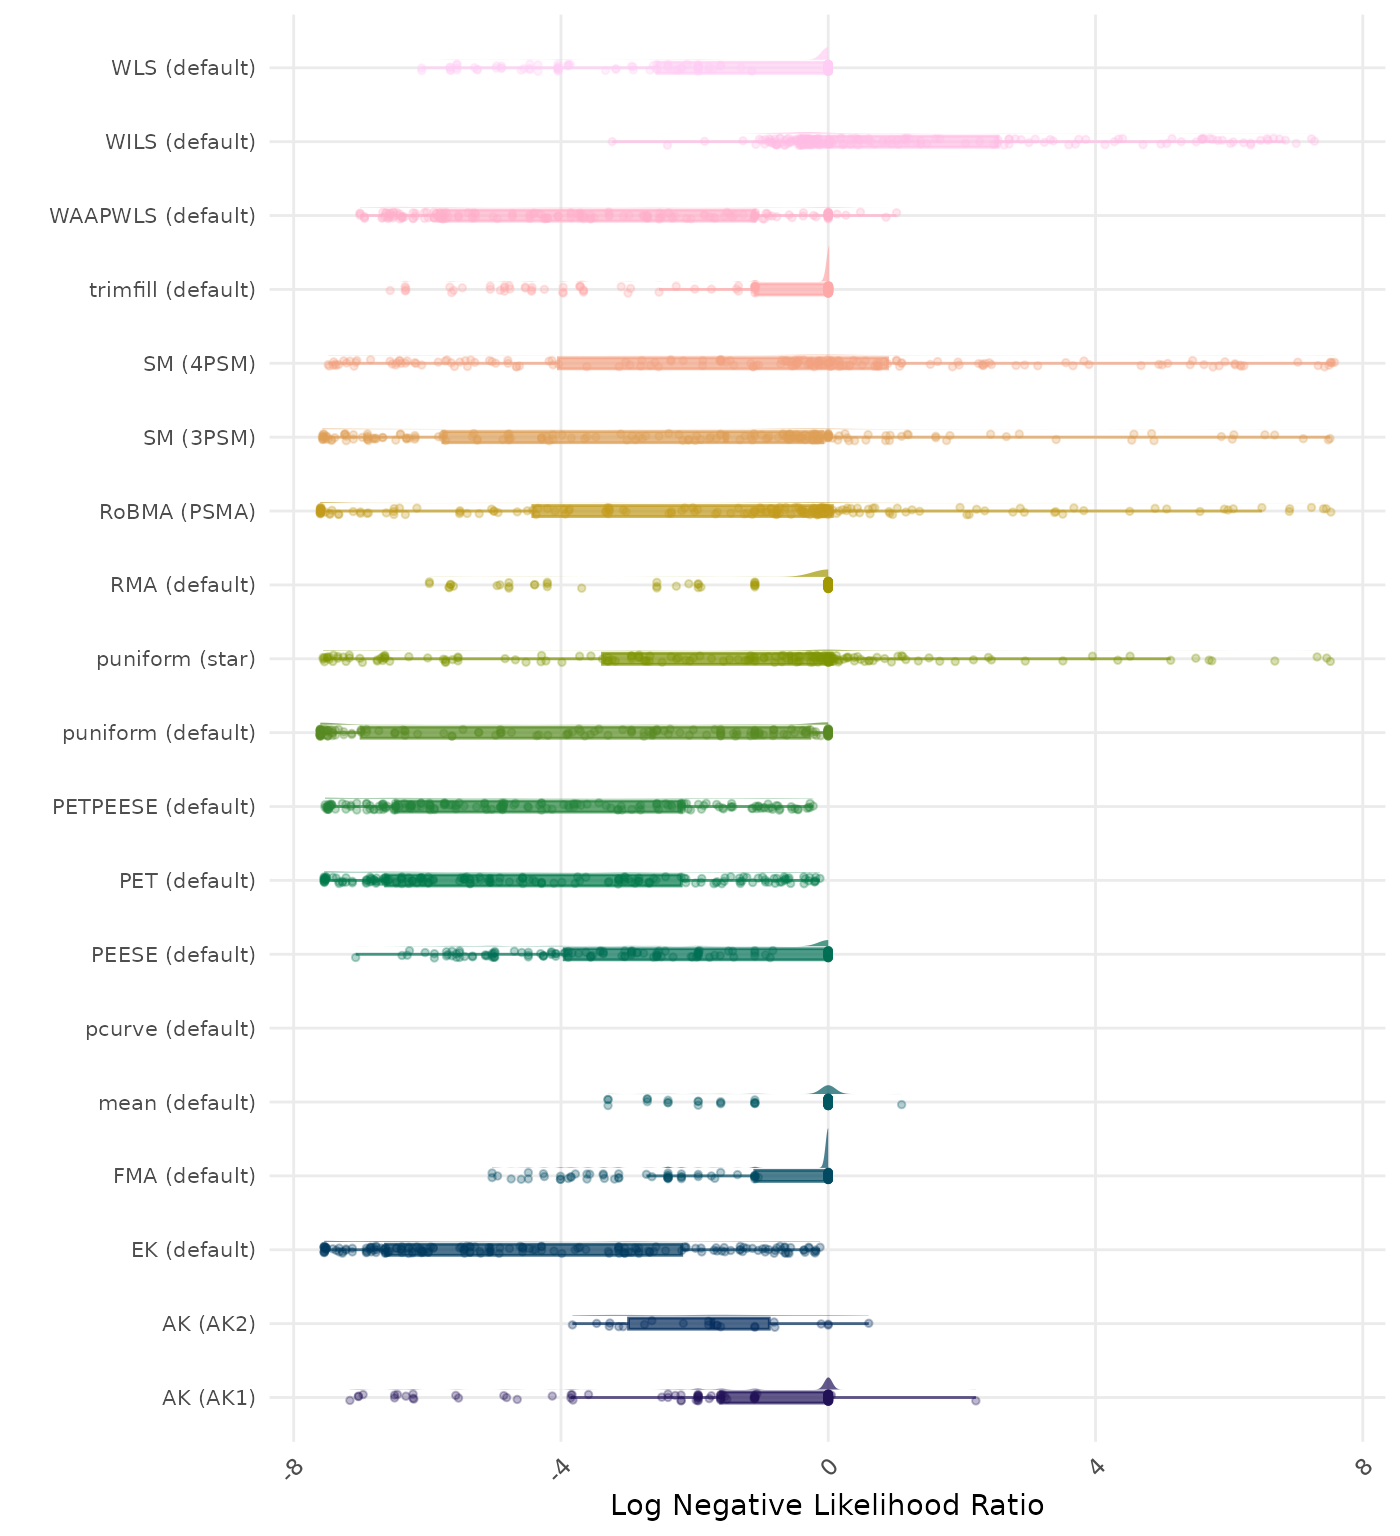 WLS (default)
WILS (default)
WAAPWLS (default)
trimfill (default)
SM (4PSM)
SM (3PSM)
RoBMA (PSMA)
RMA (default)
puniform (star)
puniform (default)
PETPEESE (default)
PET (default)
PEESE (default)
pcurve (default)
mean (default)
FMA (default)
EK (default)
AK (AK2)
AK (AK1)
-8 -4 0 4 8
Log Negative Likelihood Ratio